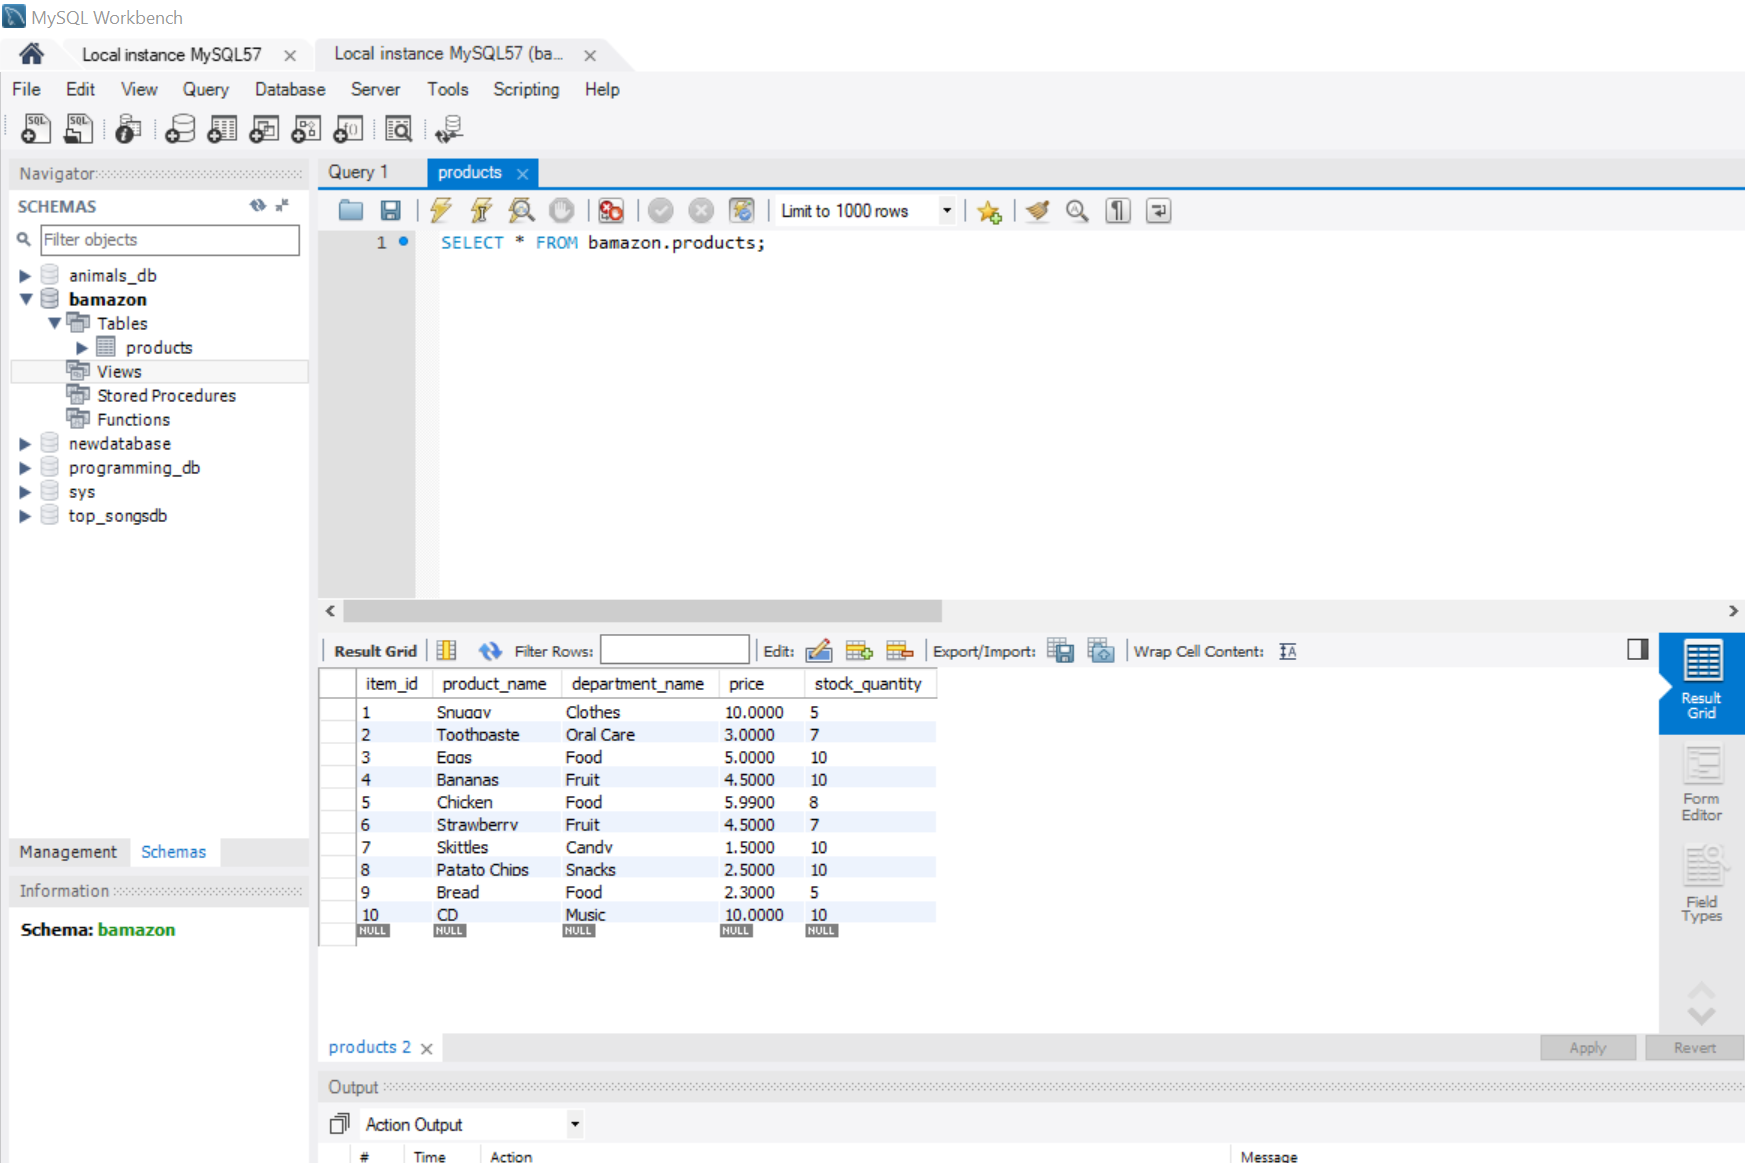 MySQL Workbench
Local instance MySQL57
Local instance MySQL57 (ba...
File Edit View Query Database Server Tools Scripting Help
Navigator
Query 1 products
SCHEMAS
Limit to 1000 rows
Filter objects
1 SELECT * FROM bamazon.products;
animals_db
bamazon
Tables
products
Views
Stored Procedures
Functions
newdatabase
programming_db
sys
top_songsdb
Result Grid Filter Rows: Edit: Export/Import: Wrap Cell Content:
item_id product_name department_name price stock_quantity
1 Snuggy Clothes 10.0000 5
2 Toothpaste Oral Care 3.0000 7
3 Eggs Food 5.0000 10
4 Bananas Fruit 4.5000 10
5 Chicken Food 5.9900 8
6 Strawberry Fruit 4.5000 7
7 Skittles Candy 1.5000 10
8 Patato Chips Snacks 2.5000 10
9 Bread Food 2.3000 5
10 CD Music 10.0000 10
NULL NULL NULL NULL NULL
Result
Grid
Form
Editor
Field
Types
Management Schemas
Information
Schema: bamazon
products 2
Apply Revert
Output
Action Output
# Time Action Message